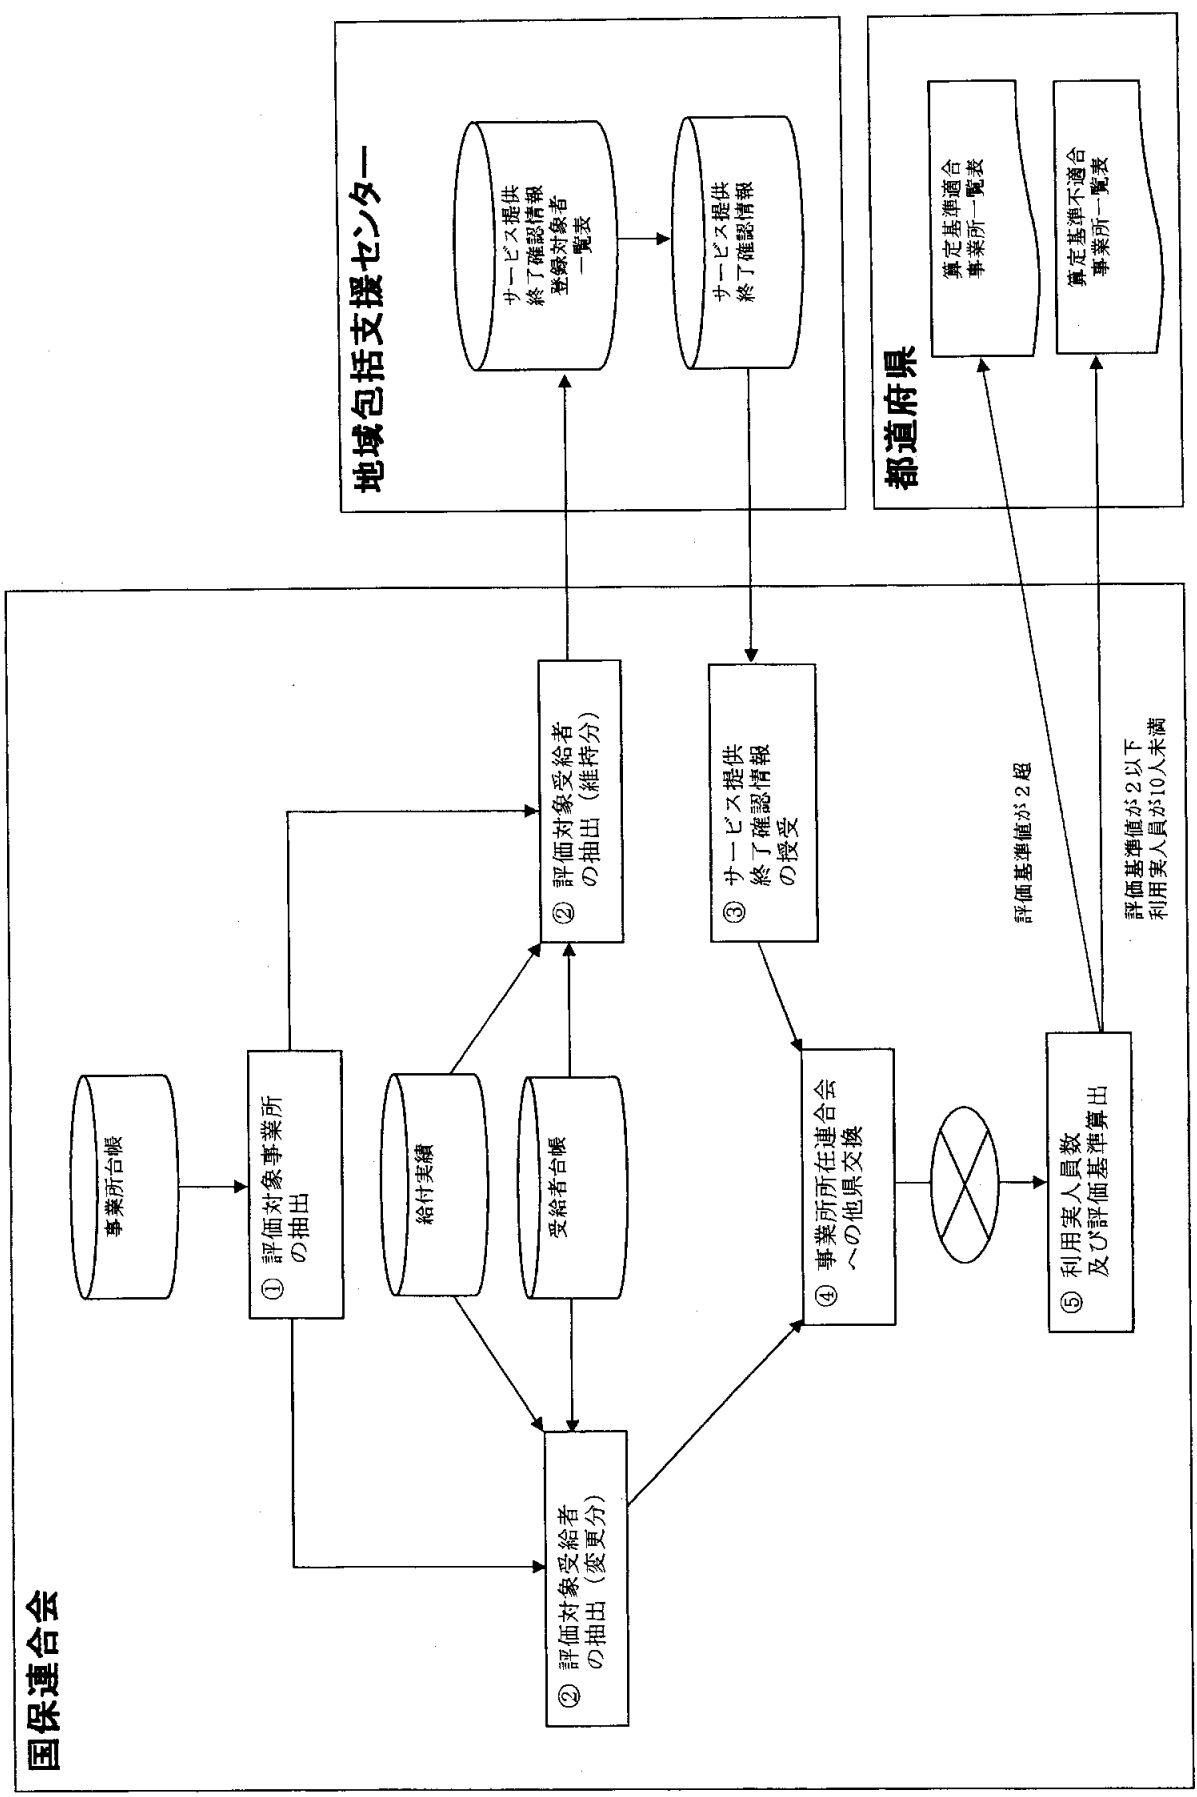 国保連合会
事業所台帳
① 評価対象事業所
の抽出
給付実績
受給者台帳
② 評価対象受給者
の抽出（変更分）
② 評価対象受給者
の抽出（維持分）
③ サービス提供
終了確認情報
の授受
④ 事業所所在連合会
への他県交換
⑤ 利用実人員数
及び評価基準算出
評価基準値が２超
評価基準値が２以下
利用実人員が10人未満
地域包括支援センター
サービス提供
終了確認情報
登録対象者
一覧表
サービス提供
終了確認情報
都道府県
算定基準適合
事業所一覧表
算定基準不適合
事業所一覧表